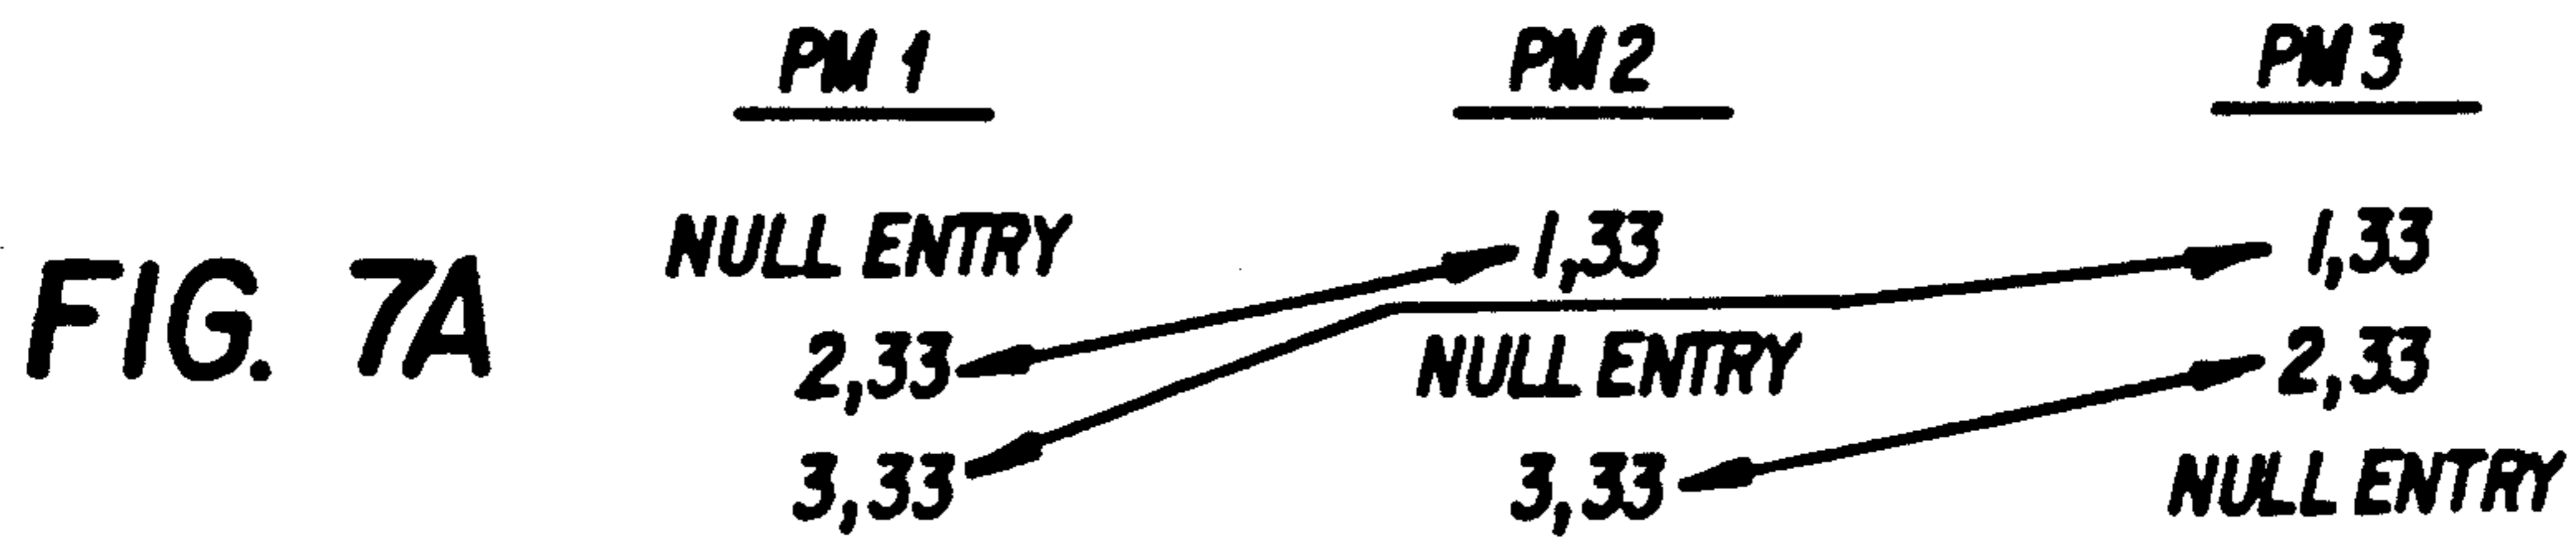 PM 1 PM 2 PM 3
NULL ENTRY 1,33 1,33
FIG. 7A
2,33 NULL ENTRY 2,33
3,33 3,33 NULL ENTRY